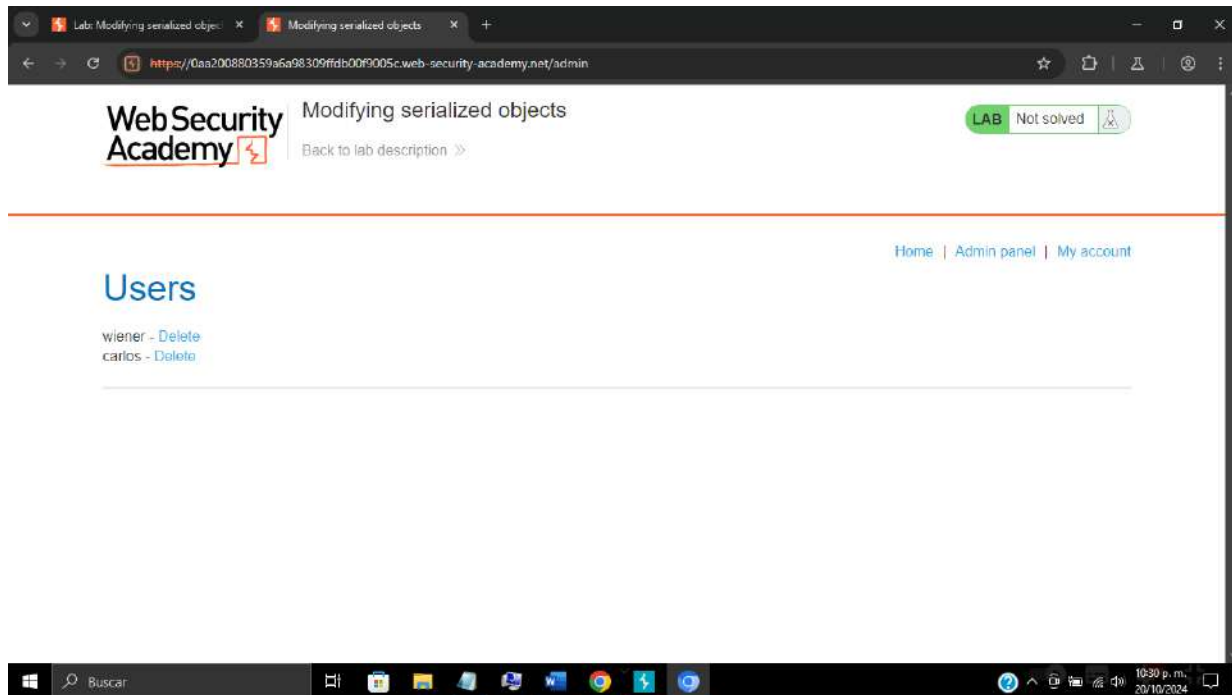 Lab: Modifying serialized objec
Modifying serialized objects
https://0aa200880359a6a98309ffdb00f9005c.web-security-academy.net/admin
Web Security Academy
Modifying serialized objects
Back to lab description
LAB Not solved
Home | Admin panel | My account
Users
wiener - Delete
carlos - Delete
Buscar
10:30 p. m.
20/10/2024